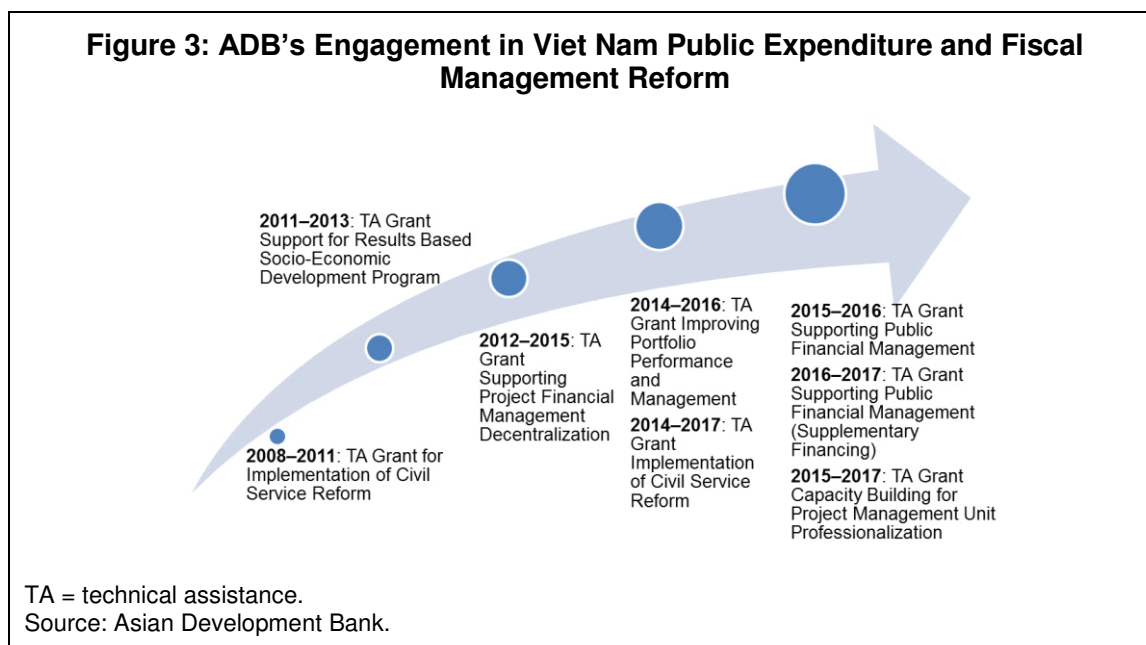 Figure 3: ADB's Engagement in Viet Nam Public Expenditure and Fiscal
Management Reform
2011–2013: TA Grant
Support for Results Based
Socio-Economic
Development Program
2008–2011: TA Grant for
Implementation of Civil
Service Reform
2012–2015: TA
Grant
Supporting
Project Financial
Management
Decentralization
2014–2016: TA
Grant Improving
Portfolio
Performance
and
Management
2014–2017: TA
Grant
Implementation
of Civil Service
Reform
2015–2016: TA Grant
Supporting Public
Financial Management
2016–2017: TA Grant
Supporting Public
Financial Management
(Supplementary
Financing)
2015–2017: TA Grant
Capacity Building for
Project Management Unit
Professionalization
TA = technical assistance.
Source: Asian Development Bank.